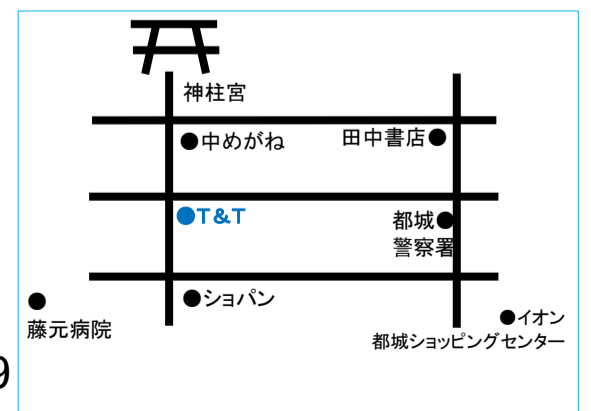 神柱宮
●中めがね
田中書店●
●T&T
都城●
警察署
●ショパン
藤元病院
●イオン
都城ショッピングセンター
9